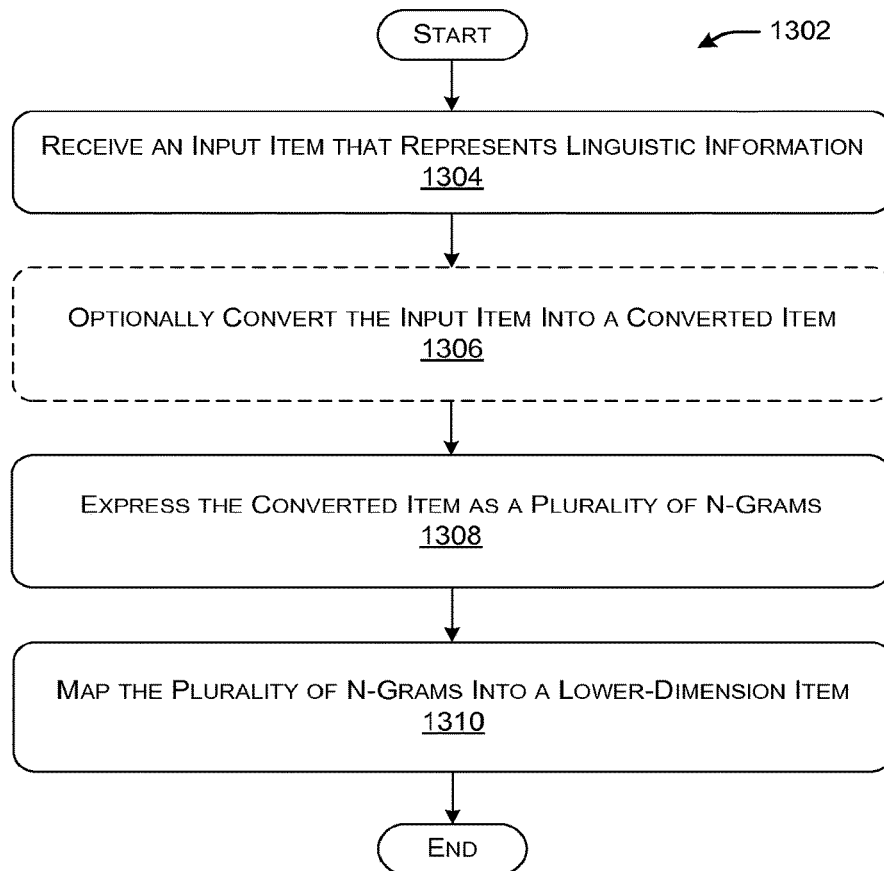 START
1302
RECEIVE AN INPUT ITEM THAT REPRESENTS LINGUISTIC INFORMATION
1304
OPTIONALLY CONVERT THE INPUT ITEM INTO A CONVERTED ITEM
1306
EXPRESS THE CONVERTED ITEM AS A PLURALITY OF N-GRAMS
1308
MAP THE PLURALITY OF N-GRAMS INTO A LOWER-DIMENSION ITEM
1310
END